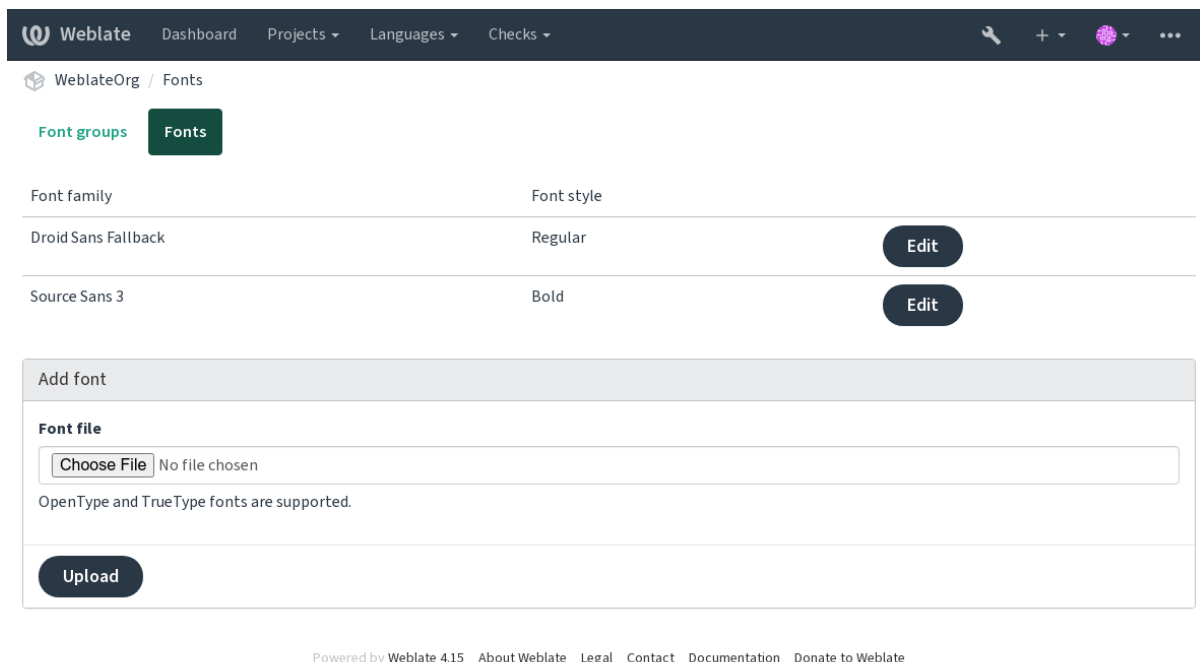 Weblate Dashboard Projects Languages Checks
WeblateOrg / Fonts
Font groups Fonts
Font family Font style
Droid Sans Fallback Regular Edit
Source Sans 3 Bold Edit
Add font
Font file
Choose File No file chosen
OpenType and TrueType fonts are supported.
Upload
Powered by Weblate 4.15 About Weblate Legal Contact Documentation Donate to Weblate